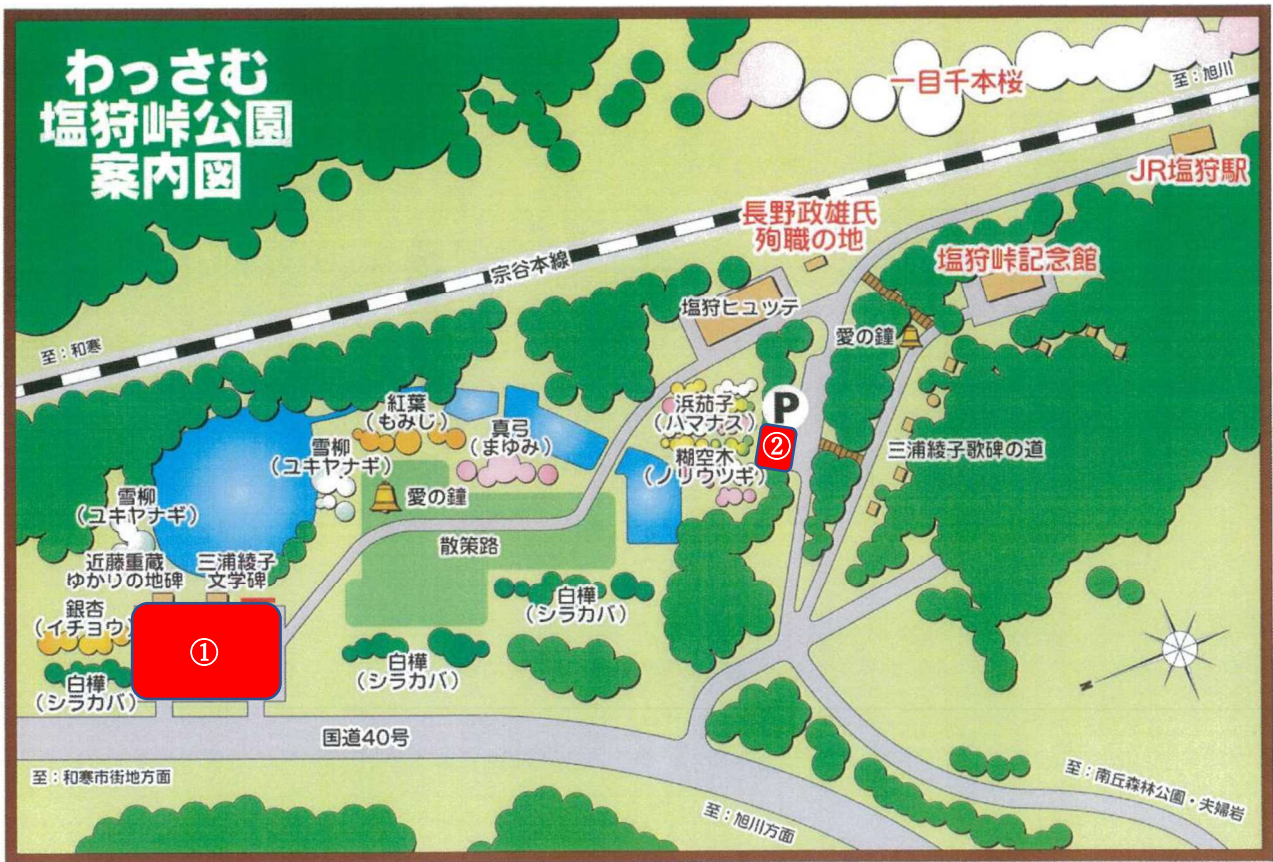 わっさむ
塩狩峠公園
案内図
一目千本桜
至：旭川
JR塩狩駅
長野政雄氏
殉職の地
塩狩峠記念館
宗谷本線
塩狩ヒュッテ
愛の鐘
至：和寒
P
②
浜茄子
（ハマナス）
糊空木
（ノリウツギ）
三浦綾子歌碑の道
紅葉
（もみじ）
真弓
（まゆみ）
雪柳
（ユキヤナギ）
愛の鐘
雪柳
（ユキヤナギ）
散策路
近藤重蔵
ゆかりの地碑
三浦綾子
文学碑
銀杏
（イチョウ）
①
白樺
（シラカバ）
白樺
（シラカバ）
白樺
（シラカバ）
N
国道40号
至：和寒市街地方面
至：旭川方面
至：南丘森林公園・夫婦岩